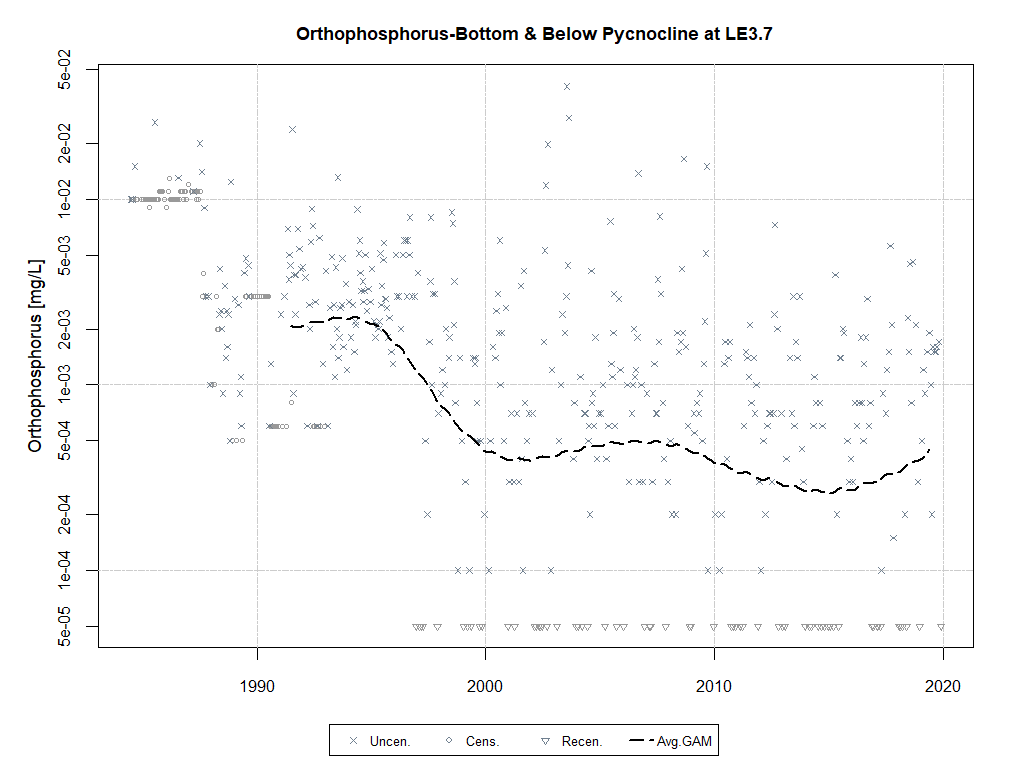 Orthophosphorus-Bottom & Below Pycnocline at LE3.7
Orthophosphorus [mg/L]
5e-02
2e-02
1e-02
5e-03
2e-03
1e-03
5e-04
2e-04
1e-04
5e-05
1990 2000 2010 2020
Uncen. Cens. Recen. Avg.GAM